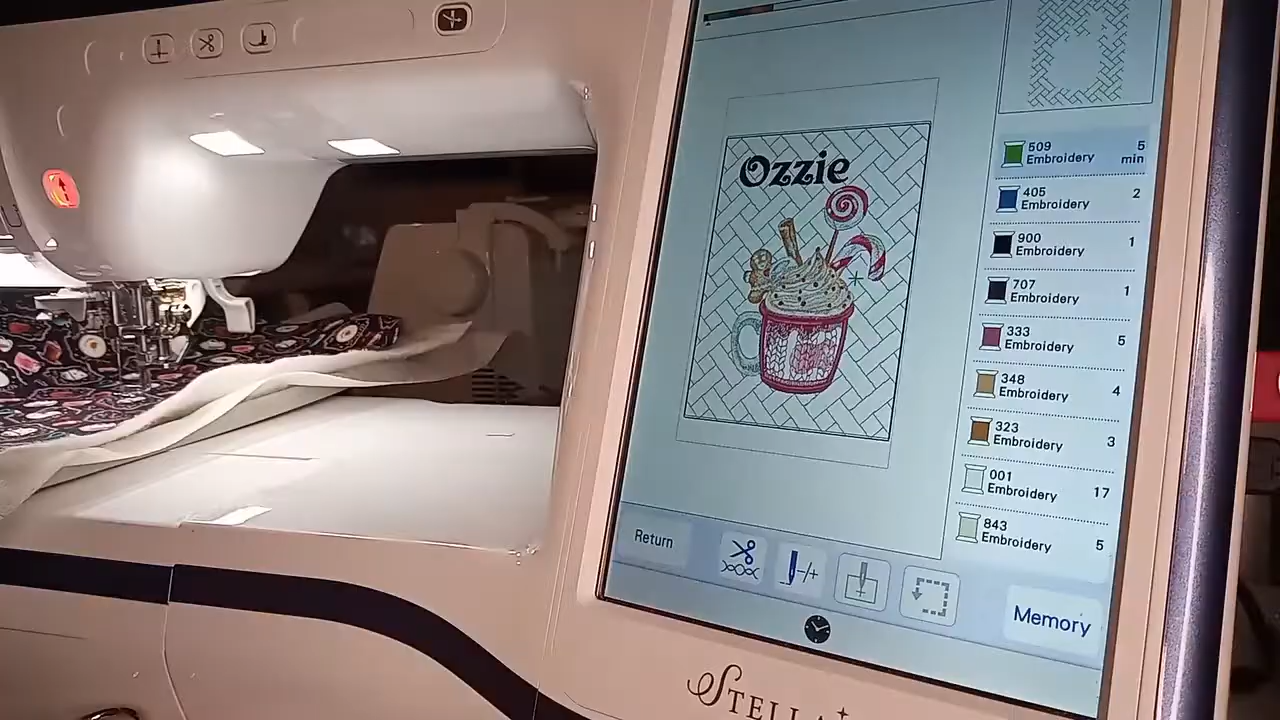 Ozzie
509 5
Embroidery min
405 2
Embroidery
900 1
Embroidery
707 1
Embroidery
333 5
Embroidery
348 4
Embroidery
323 3
Embroidery
001 17
Embroidery
843 5
Embroidery
Return
-/+
Memory